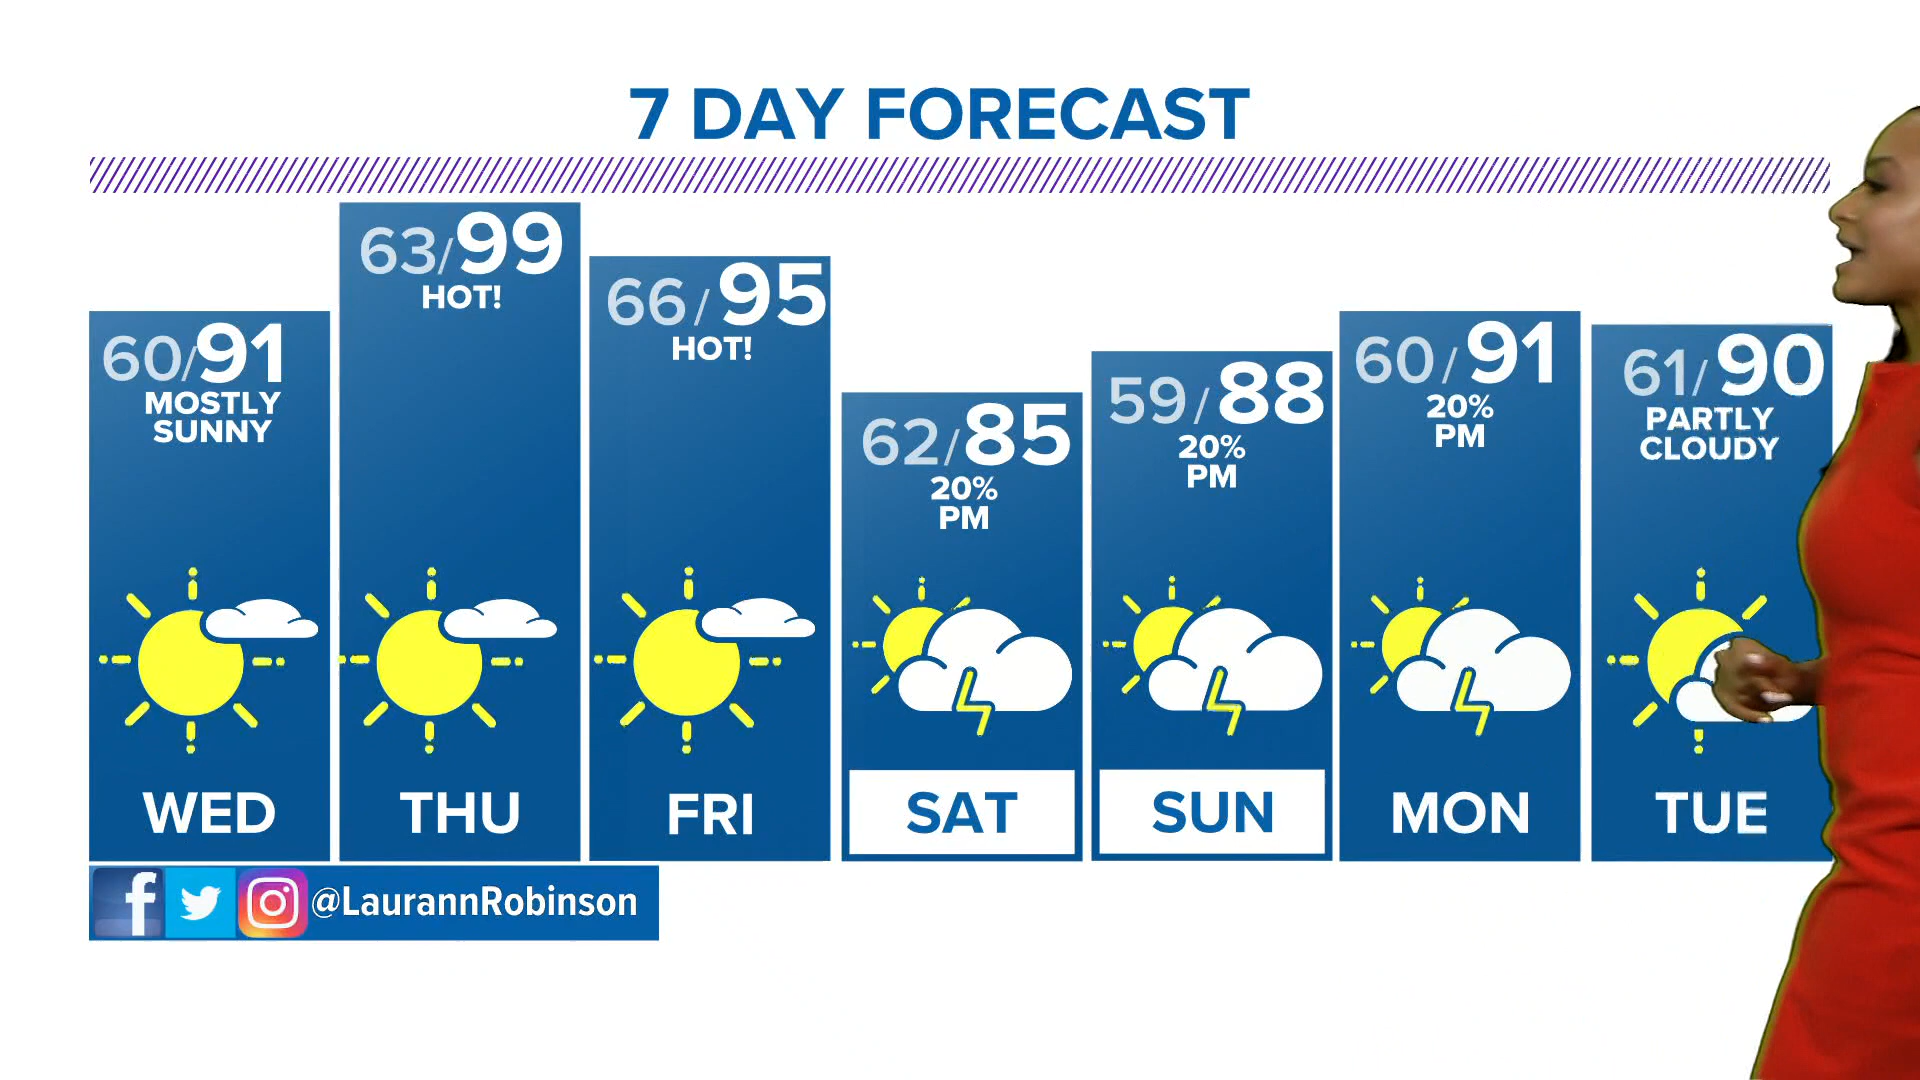 7 DAY FORECAST
60/91
MOSTLY
SUNNY
WED
63/99
HOT!
THU
66/95
HOT!
FRI
62/85
20%
PM
SAT
59/88
20%
PM
SUN
60/91
20%
PM
MON
61/90
PARTLY
CLOUDY
TUE
@LaurannRobinson